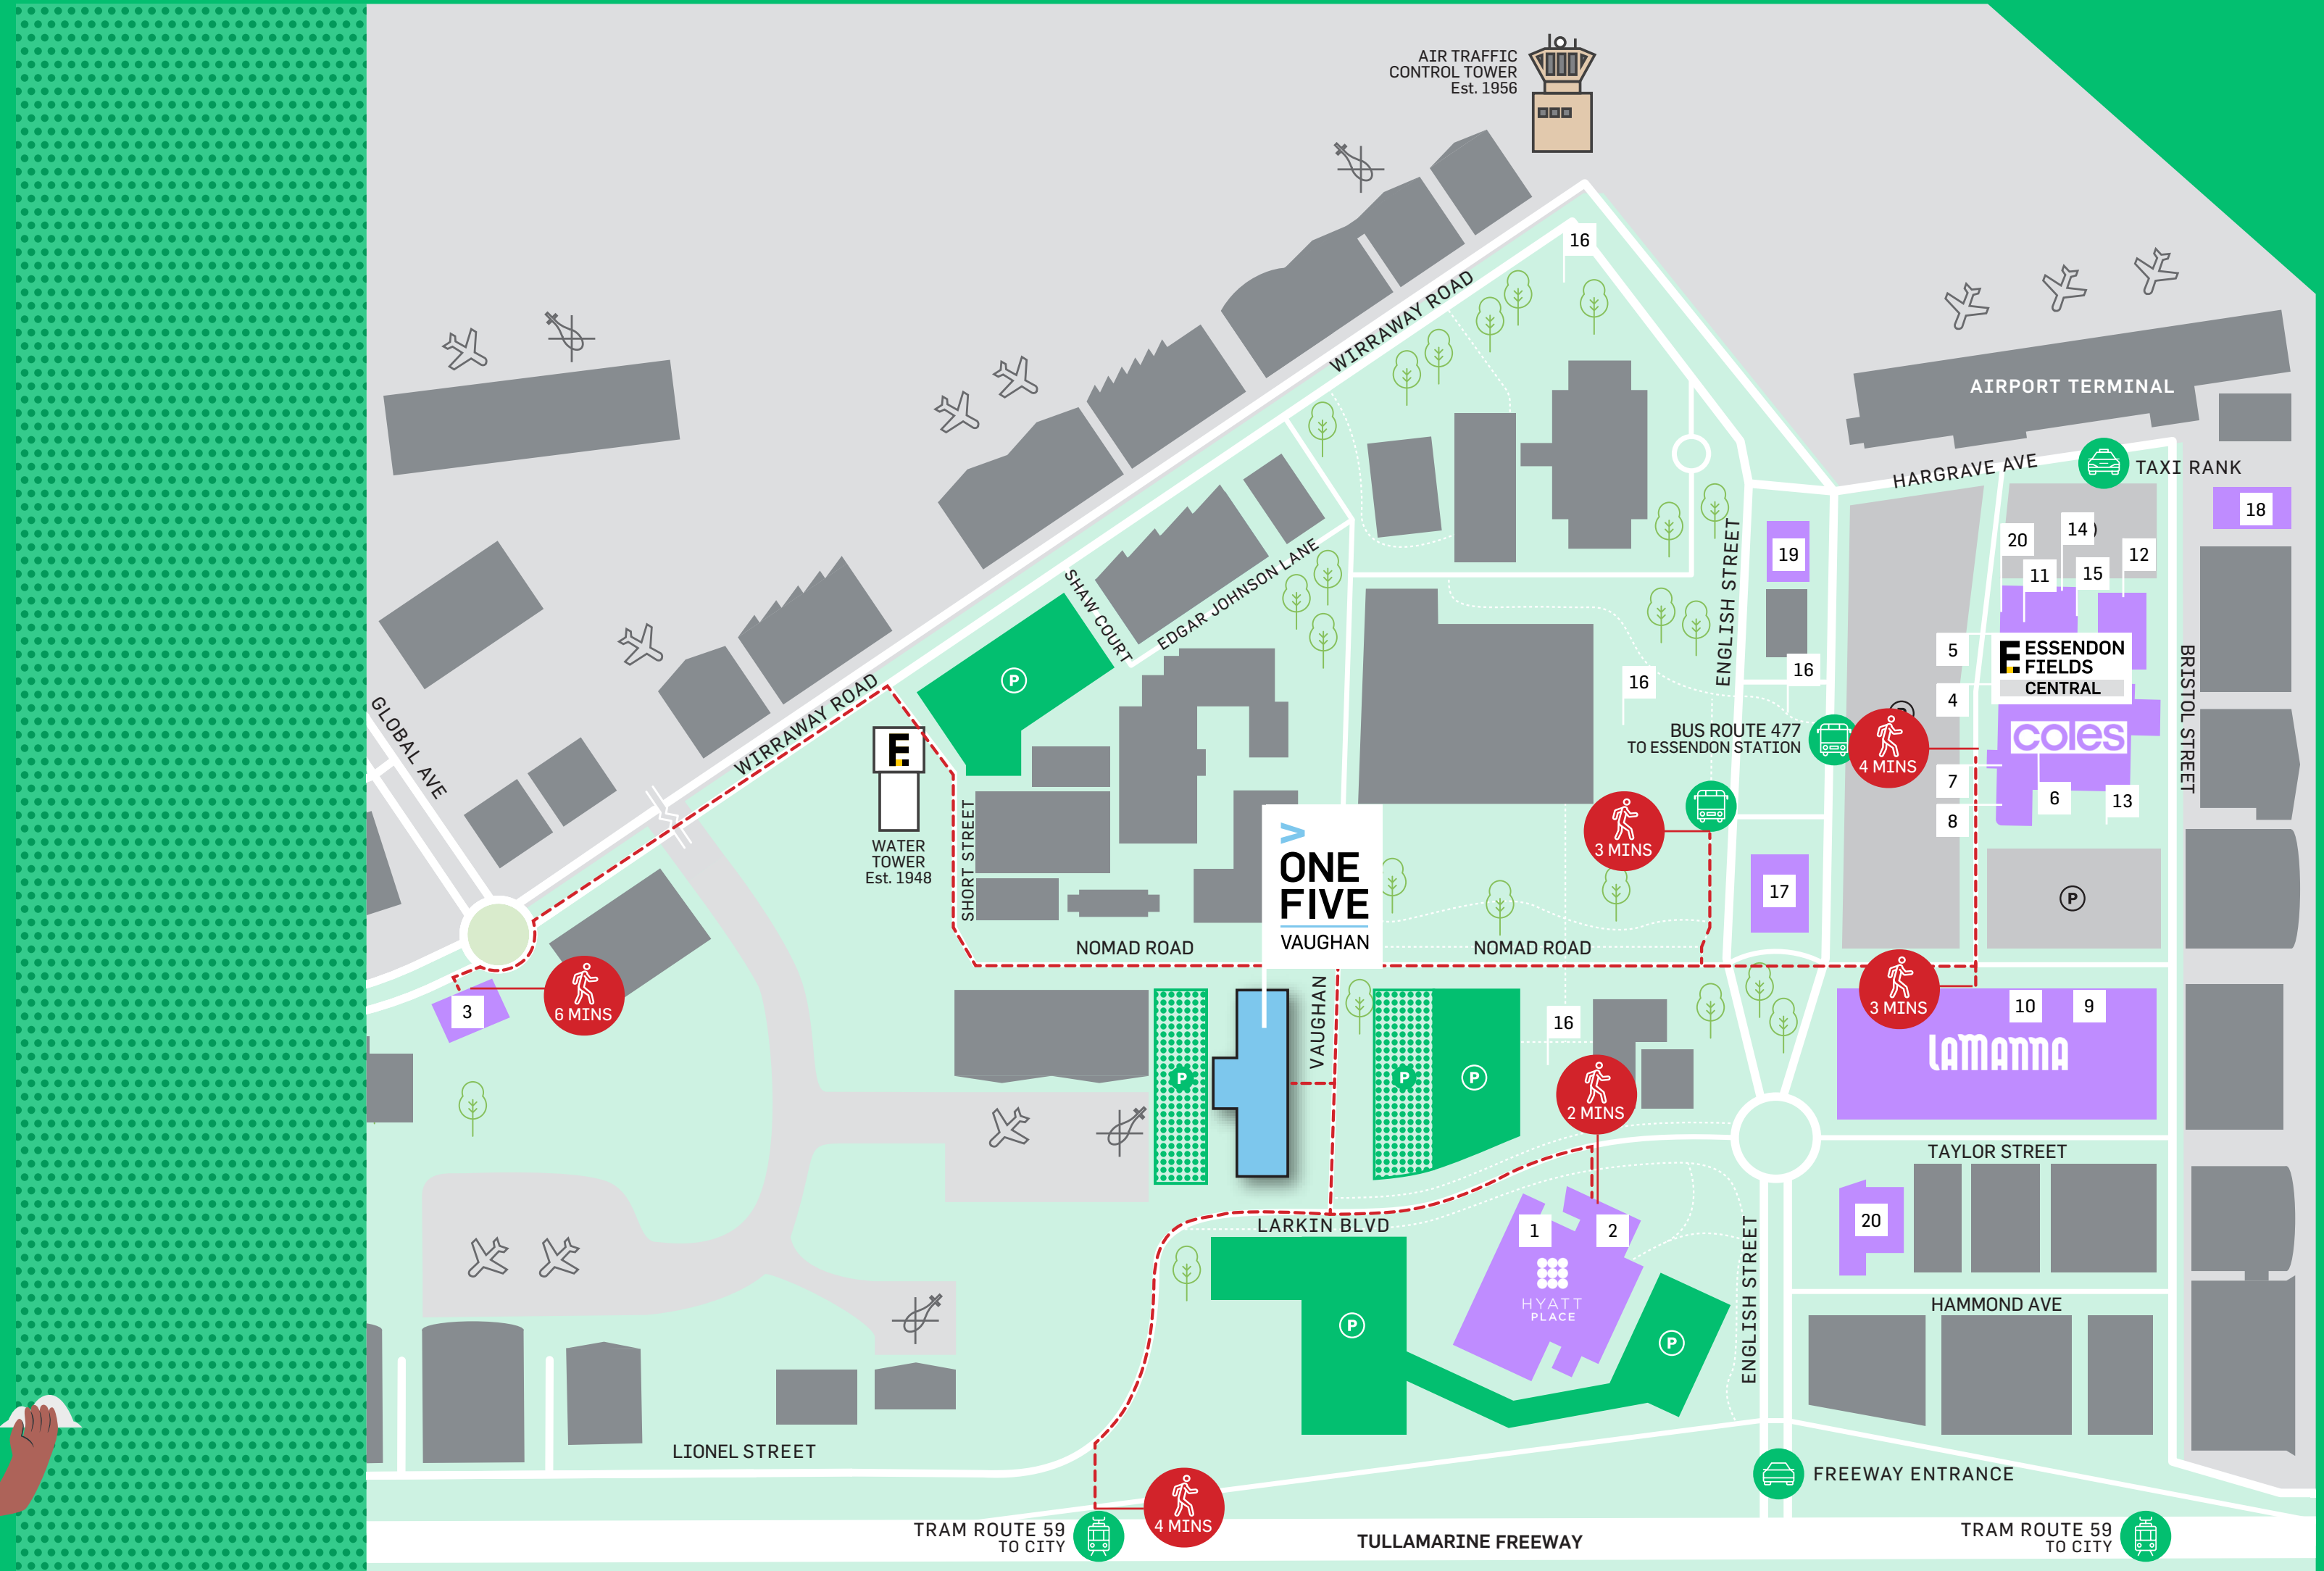 AIR TRAFFIC
CONTROL TOWER
Est. 1956
16
WIRRAWAY ROAD
AIRPORT TERMINAL
HARGRAVE AVE
TAXI RANK
18
14
20
12
19
11
15
ENGLISH STREET
SHAW COURT
EDGAR JOHNSON LANE
P
5
ESSENDON
FIELDS
CENTRAL
16
16
4
BRISTOL STREET
GLOBAL AVE
WIRRAWAY ROAD
F
BUS ROUTE 477
TO ESSENDON STATION
4 MINS
coles
7
6
13
8
WATER
TOWER
Est. 1948
SHORT STREET
3 MINS
ONE
FIVE
VAUGHAN
17
P
NOMAD ROAD
NOMAD ROAD
3
6 MINS
VAUGHAN
16
3 MINS
10
9
LAMANNA
P
P
P
2 MINS
TAYLOR STREET
LARKIN BLVD
1
2
20
HYATT
PLACE
ENGLISH STREET
HAMMOND AVE
P
P
LIONEL STREET
FREEWAY ENTRANCE
4 MINS
TRAM ROUTE 59
TO CITY
TULLAMARINE FREEWAY
TRAM ROUTE 59
TO CITY